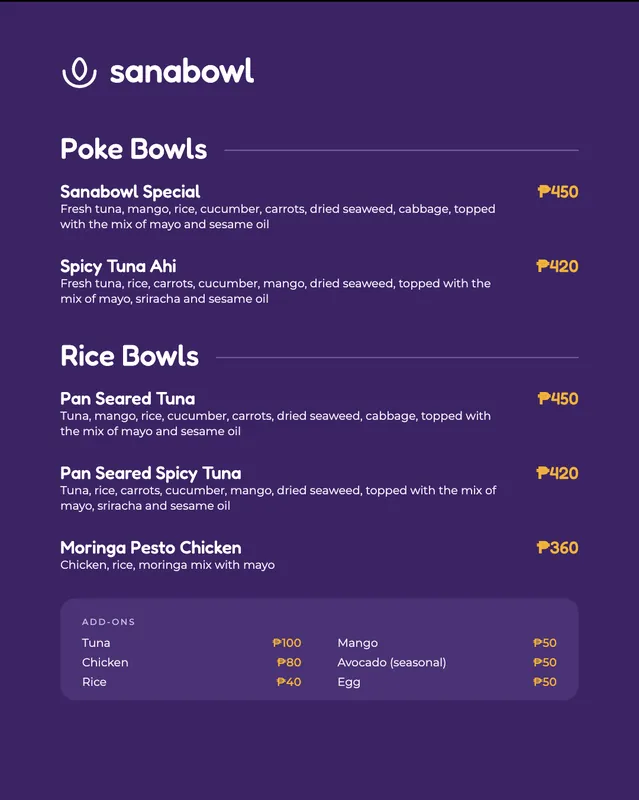 sanabowl
Poke Bowls
Sanabowl Special ₱450
Fresh tuna, mango, rice, cucumber, carrots, dried seaweed, cabbage, topped
with the mix of mayo and sesame oil
Spicy Tuna Ahi ₱420
Fresh tuna, rice, carrots, cucumber, mango, dried seaweed, topped with the
mix of mayo, sriracha and sesame oil
Rice Bowls
Pan Seared Tuna ₱450
Tuna, mango, rice, cucumber, carrots, dried seaweed, cabbage, topped with
the mix of mayo and sesame oil
Pan Seared Spicy Tuna ₱420
Tuna, rice, carrots, cucumber, mango, dried seaweed, topped with the mix of
mayo, sriracha and sesame oil
Moringa Pesto Chicken ₱360
Chicken, rice, moringa mix with mayo
ADD-ONS
Tuna ₱100
Chicken ₱80
Rice ₱40
Mango ₱50
Avocado (seasonal) ₱50
Egg ₱50